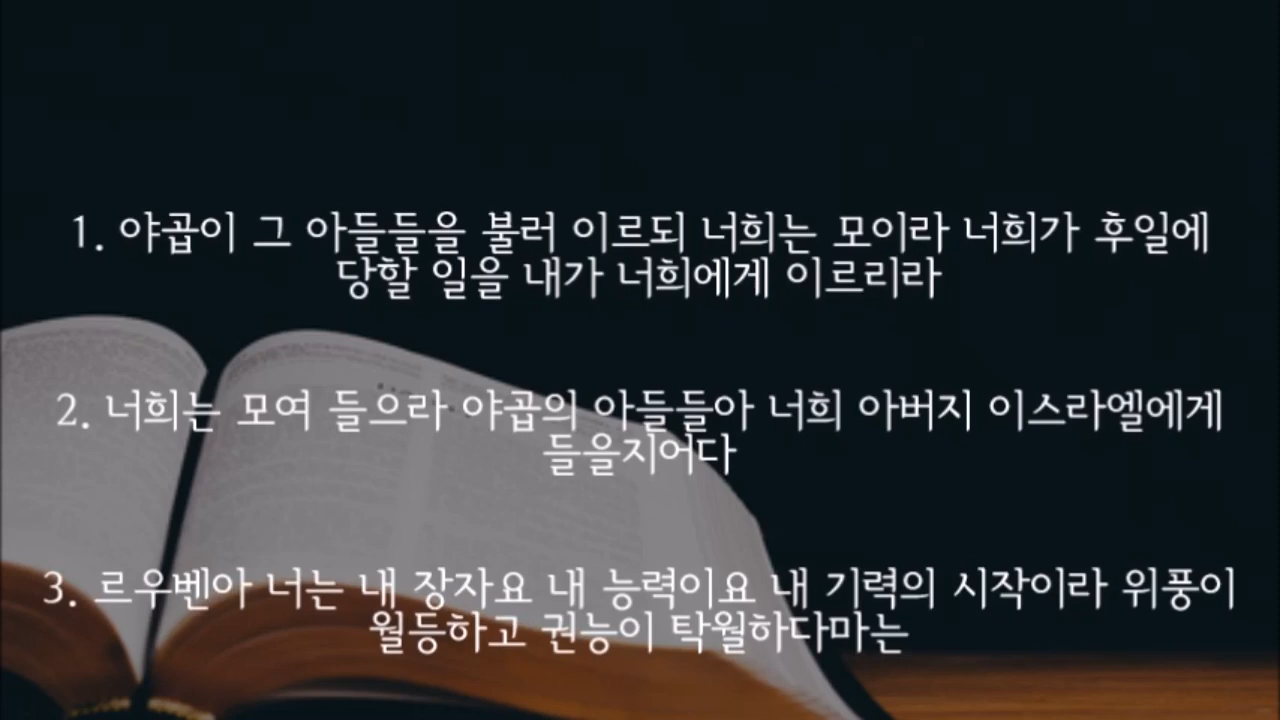 1. 야곱이 그 아들들을 불러 이르되 너희는 모이라 너희가 후일에
당할 일을 내가 너희에게 이르리라
2. 너희는 모여 들으라 야곱의 아들들아 너희 아버지 이스라엘에게
들을지어다
3. 르우벤아 너는 내 장자요 내 능력이요 내 기력의 시작이라 위풍이
월등하고 권능이 탁월하다마는